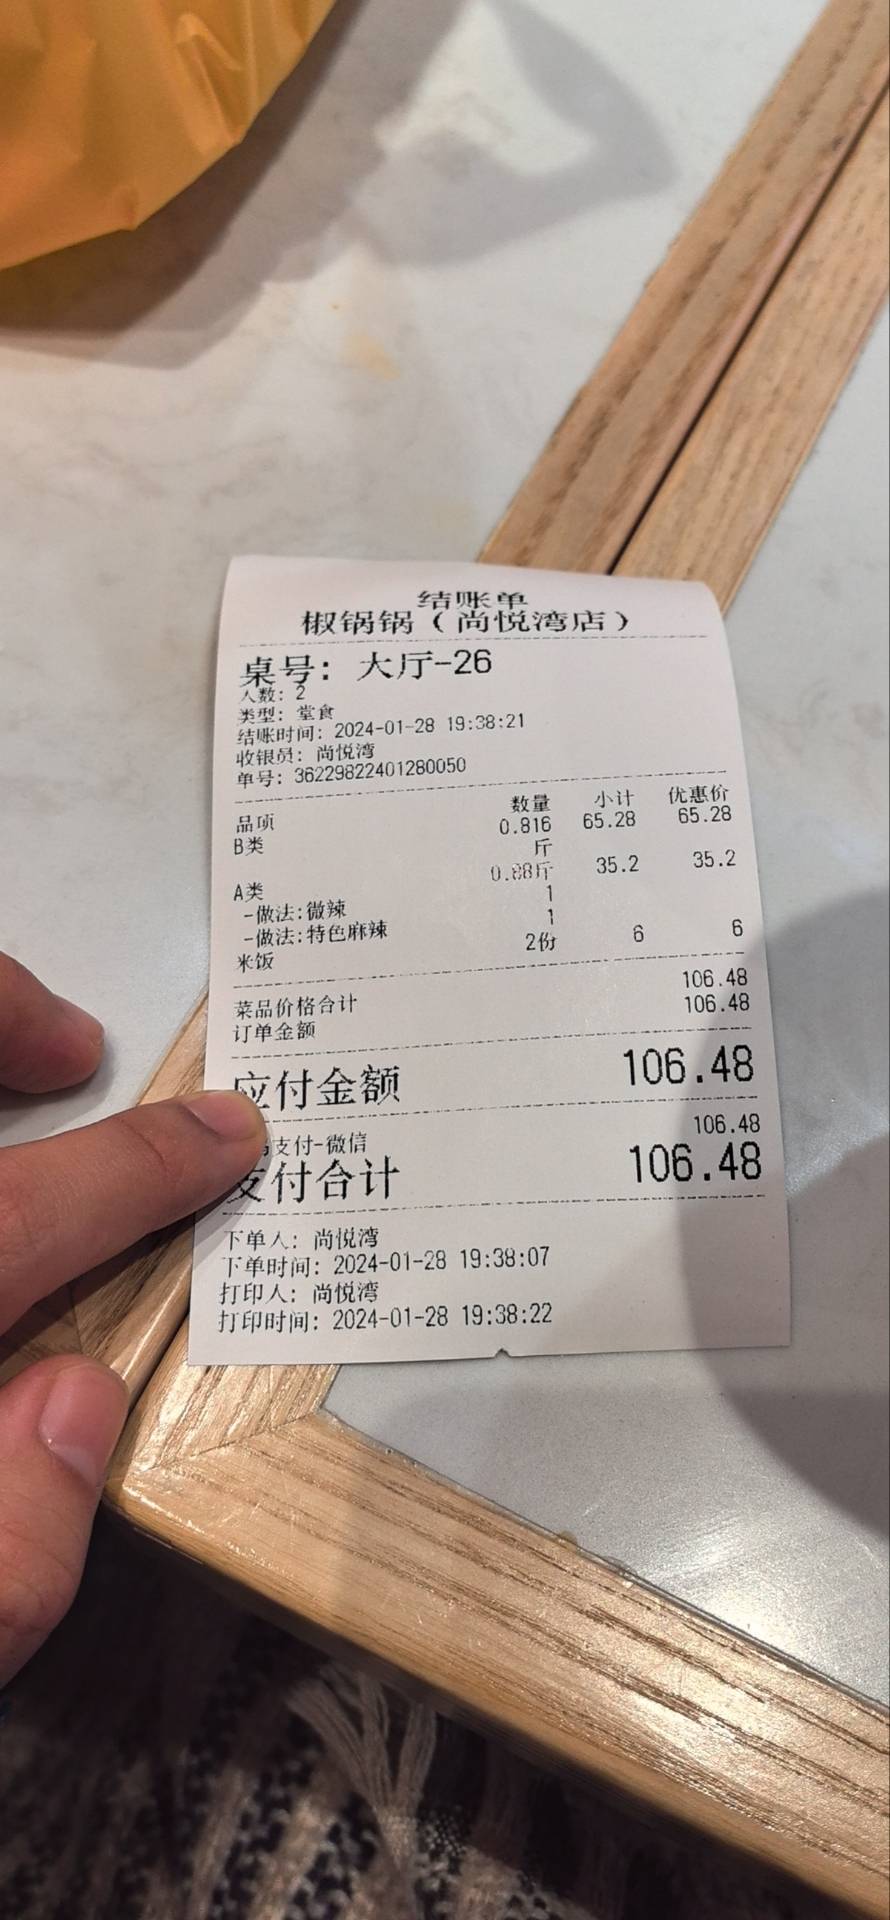 结账单
椒锅锅（尚悦湾店）
桌号: 大厅-26
人数: 2
类型: 堂食
结账时间: 2024-01-28 19:38:21
收银员: 尚悦湾
单号: 36229822401280050
品项 数量 小计 优惠价
B类 0.816斤 65.28 65.28
A类 0.88斤 35.2 35.2
-做法:微辣 1
-做法:特色麻辣 1
米饭 2份 6 6
菜品价格合计 106.48
订单金额 106.48
应付金额 106.48
支付-微信 106.48
支付合计 106.48
下单人: 尚悦湾
下单时间: 2024-01-28 19:38:07
打印人: 尚悦湾
打印时间: 2024-01-28 19:38:22